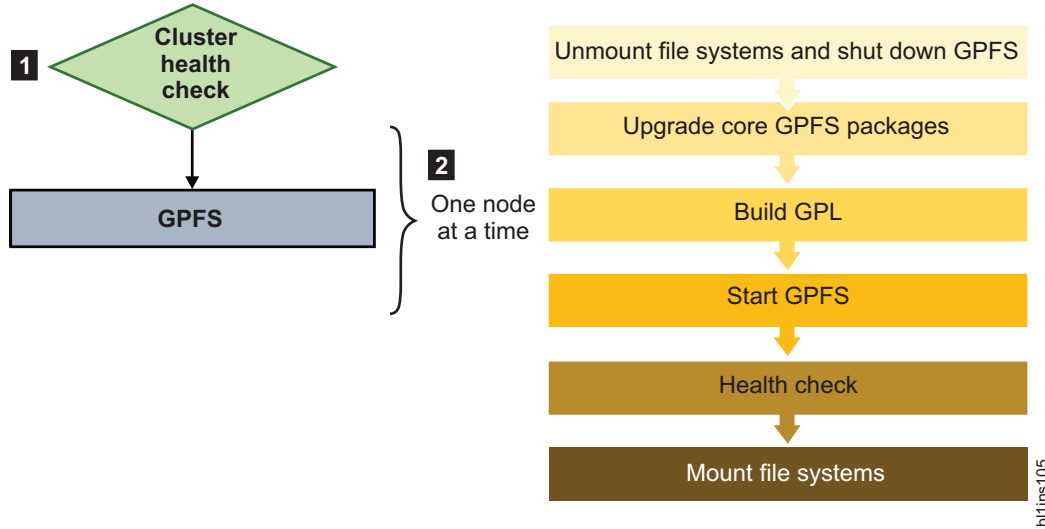 1
Cluster
health
check
GPFS
2
One node
at a time
Unmount file systems and shut down GPFS
Upgrade core GPFS packages
Build GPL
Start GPFS
Health check
Mount file systems
bl1ins105